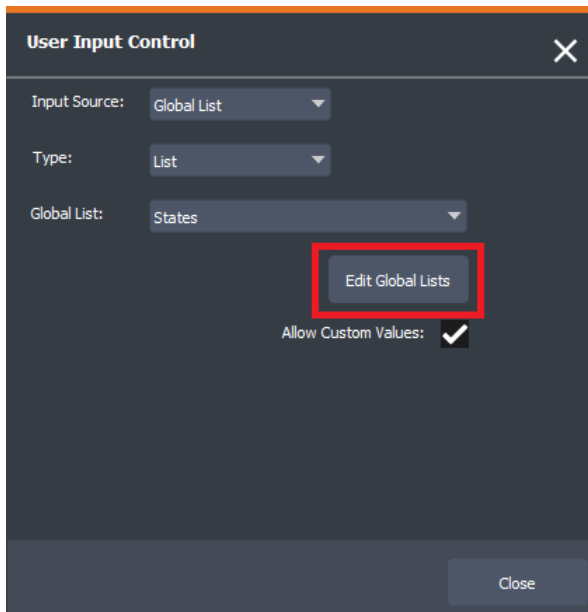 User Input Control
Input Source: Global List
Type: List
Global List: States
Edit Global Lists
Allow Custom Values:
Close